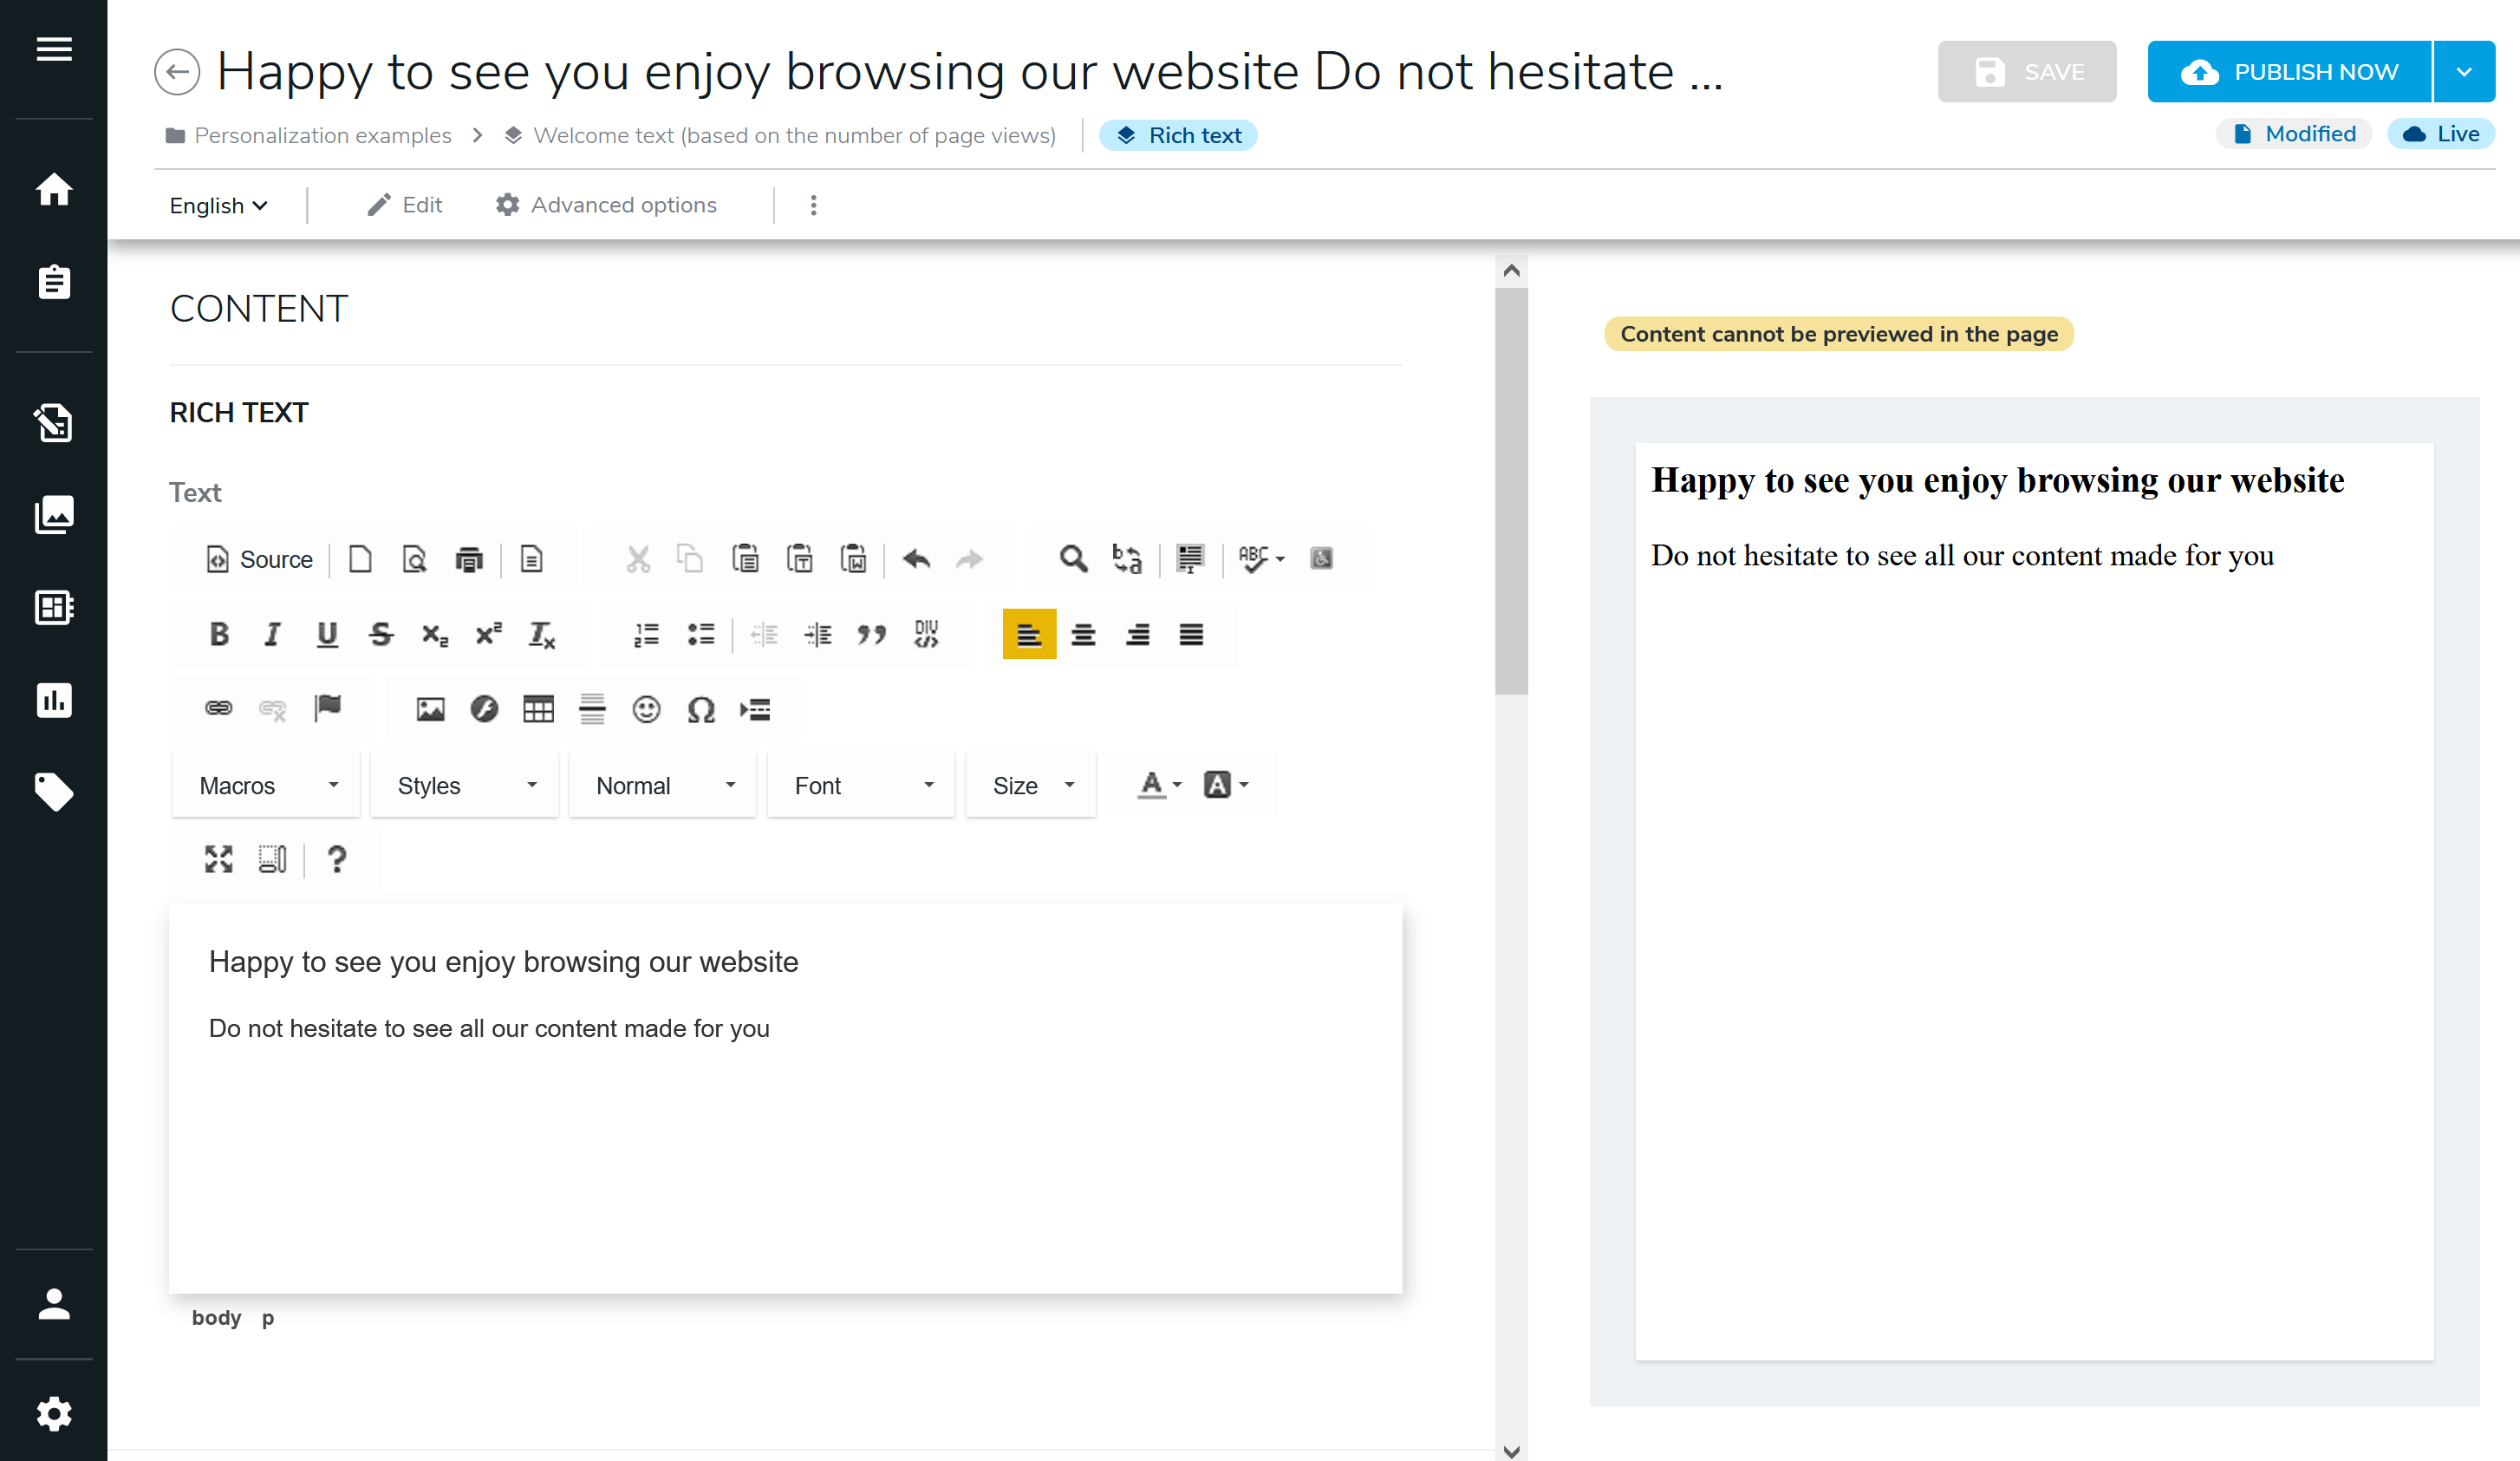 Happy to see you enjoy browsing our website Do not hesitate ...
SAVE
PUBLISH NOW
Personalization examples
Welcome text (based on the number of page views)
Rich text
Modified
Live
English
Edit
Advanced options
CONTENT
RICH TEXT
Text
Source
Macros
Styles
Normal
Font
Size
Happy to see you enjoy browsing our website
Do not hesitate to see all our content made for you
body p
Content cannot be previewed in the page
Happy to see you enjoy browsing our website
Do not hesitate to see all our content made for you